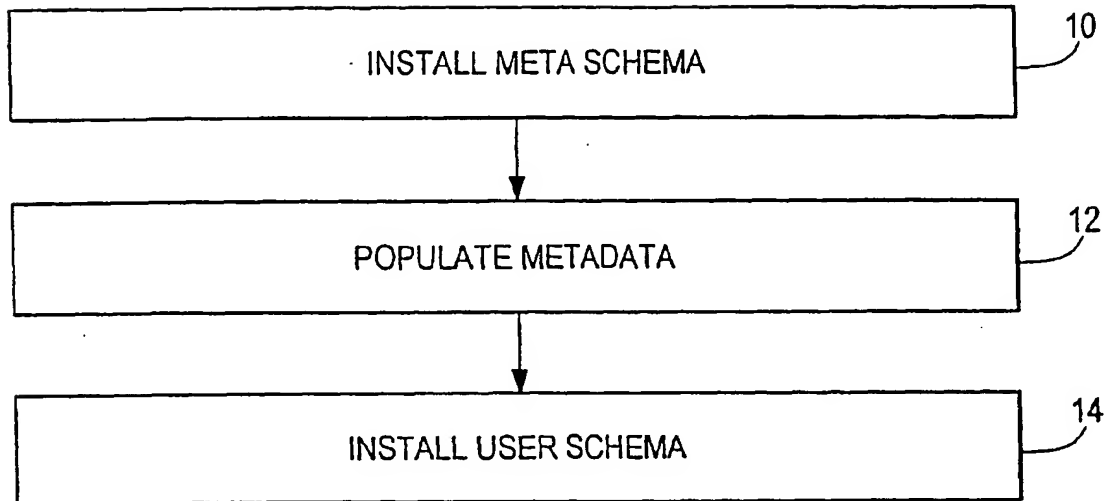 INSTALL META SCHEMA
10
POPULATE METADATA
12
INSTALL USER SCHEMA
14